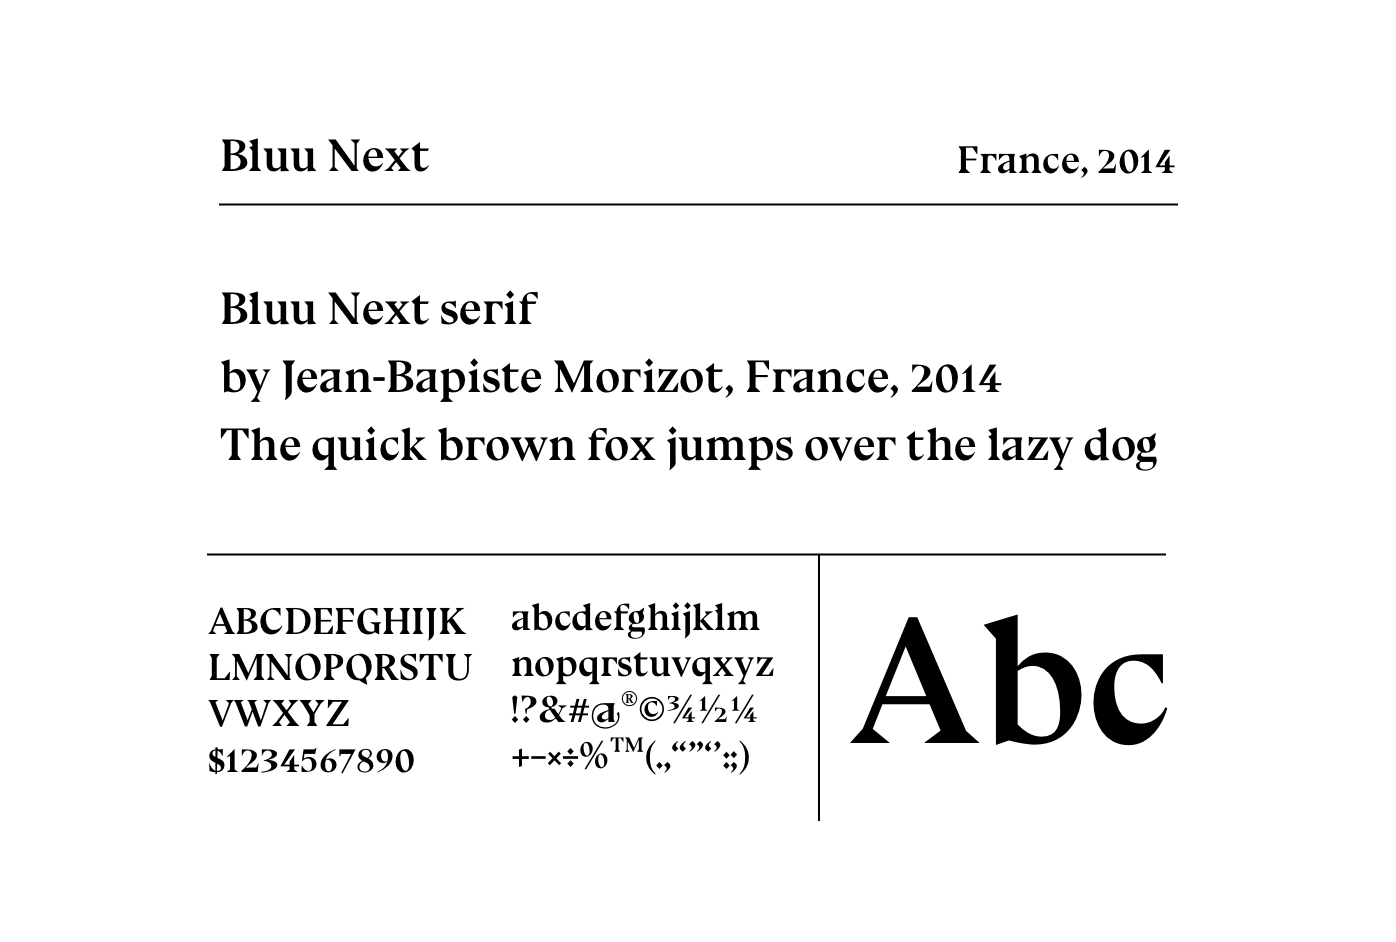 Bluu Next
France, 2014
Bluu Next serif
by Jean-Bapiste Morizot, France, 2014
The quick brown fox jumps over the lazy dog
ABCDEFGHIJK
LMNOPQRSTU
VWXYZ
$1234567890
abcdefghijklm
nopqrstuvqxyz
!?&#@®©¾½¼
+−×÷%™(.,“”‘’:;)
Abc